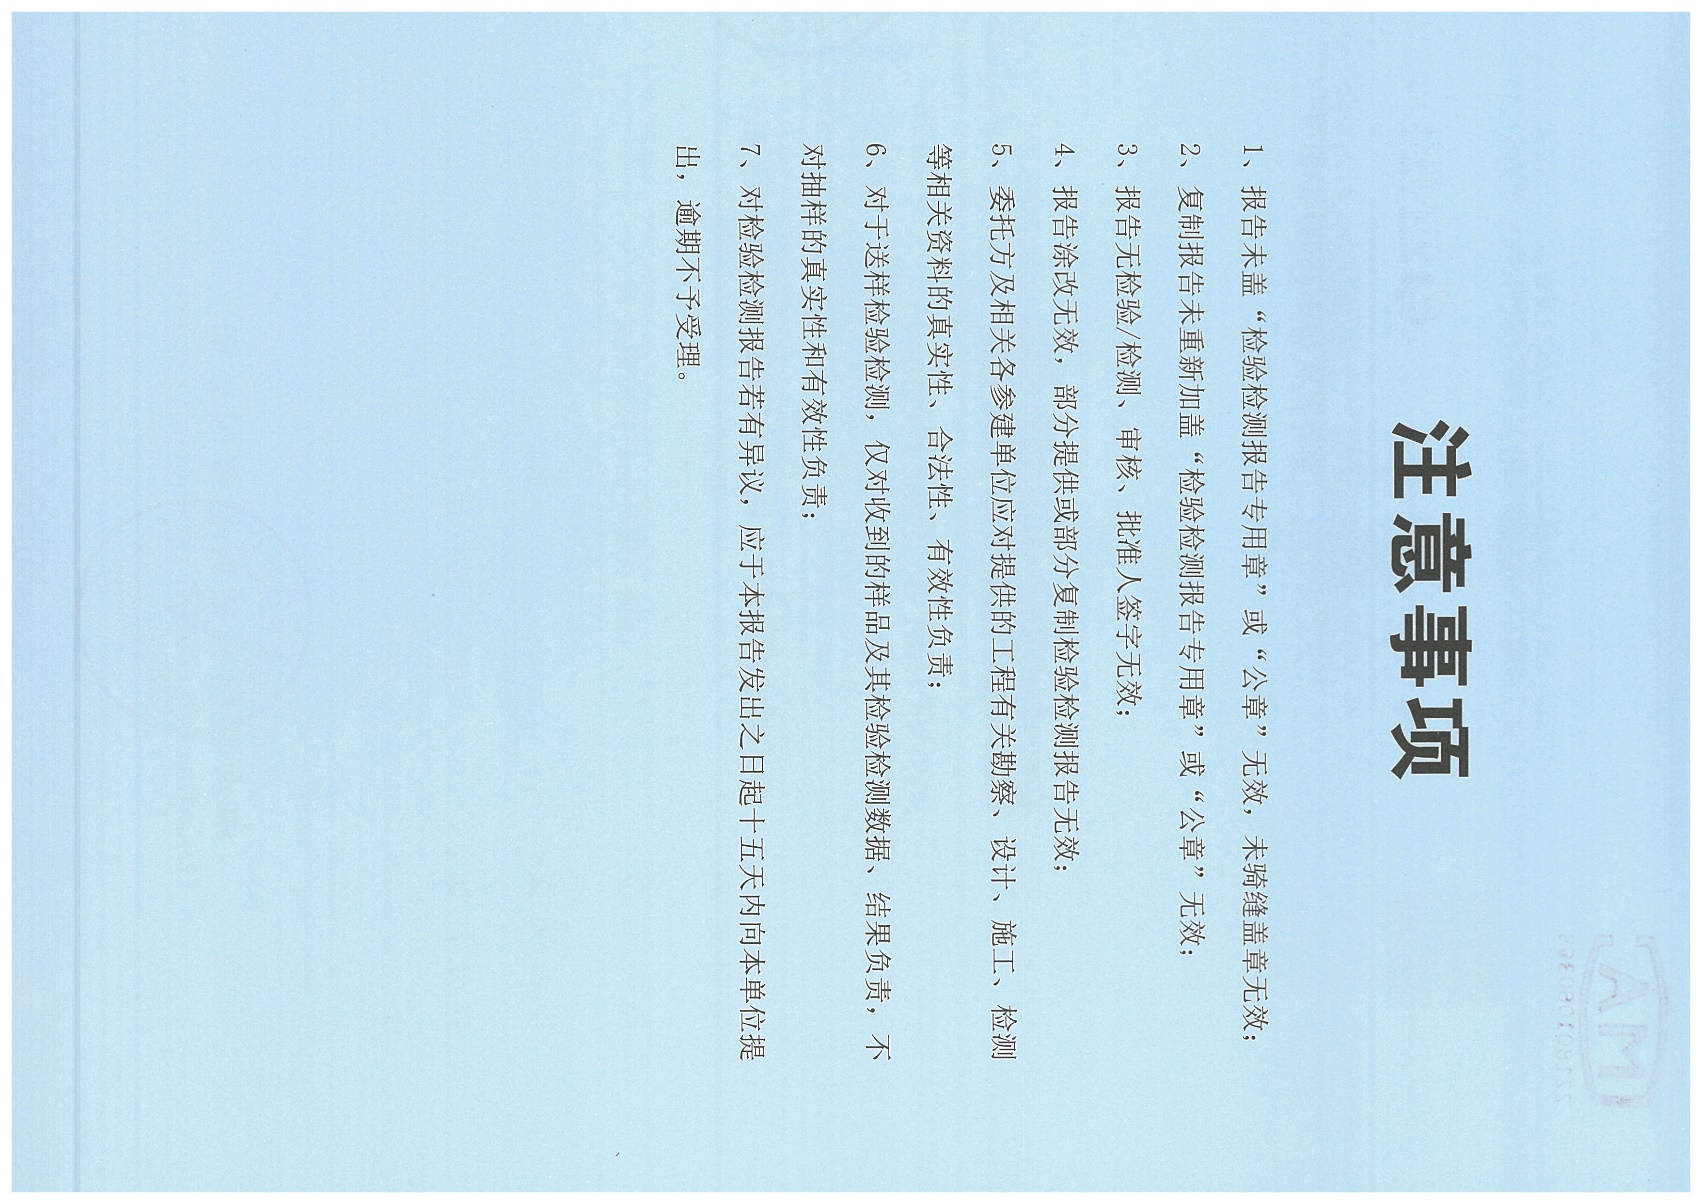 注意事项
1、报告未盖“检验检测报告专用章”或“公章”无效，未骑缝盖章无效；
2、复制报告未重新加盖“检验检测报告专用章”或“公章”无效；
3、报告无检验/检测、审核、批准人签字无效；
4、报告涂改无效，部分提供或部分复制检验检测报告无效；
5、委托方及相关各参建单位应对提供的工程有关勘察、设计、施工、检测
等相关资料的真实性、合法性、有效性负责；
6、对于送样检验检测，仅对收到的样品及其检验检测数据、结果负责，不
对抽样的真实性和有效性负责；
7、对检验检测报告若有异议，应于本报告发出之日起十五天内向本单位提
出，逾期不予受理。